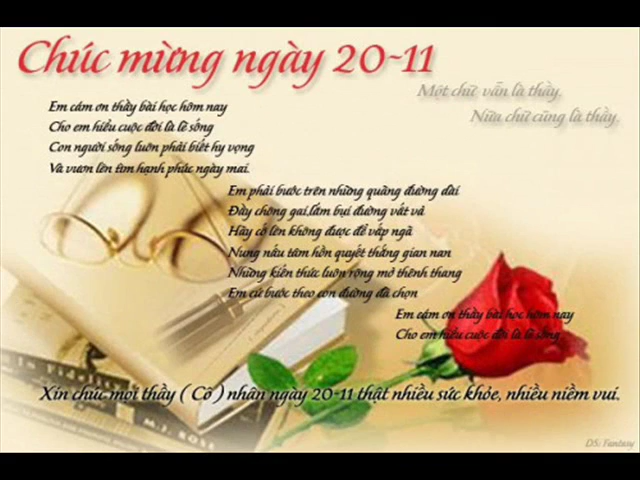 Chúc mừng ngày 20-11
Một chữ vẫn là thầy.
Nửa chữ cũng là thầy.
Em cám ơn thầy bài học hôm nay
Cho em hiểu cuộc đời là lẽ sống
Con người sống luôn phải biết hy vọng
Và vươn lên tìm hạnh phúc ngày mai.
Em phải bước trên những quãng đường dài
Đầy chông gai,lắm bụi đường vất vả
Hãy cố lên không được để vấp ngã
Nung nấu tâm hồn quyết thắng gian nan
Những kiến thức luôn rộng mở thênh thang
Em cứ bước theo con đường đã chọn
Em cám ơn thầy bài học hôm nay
Cho em hiểu cuộc đời là lẽ sống
Xin chúc mọi thầy ( Cô ) nhân ngày 20-11 thật nhiều sức khỏe, nhiều niềm vui.
M.J. ROSE
DS: Fantasy